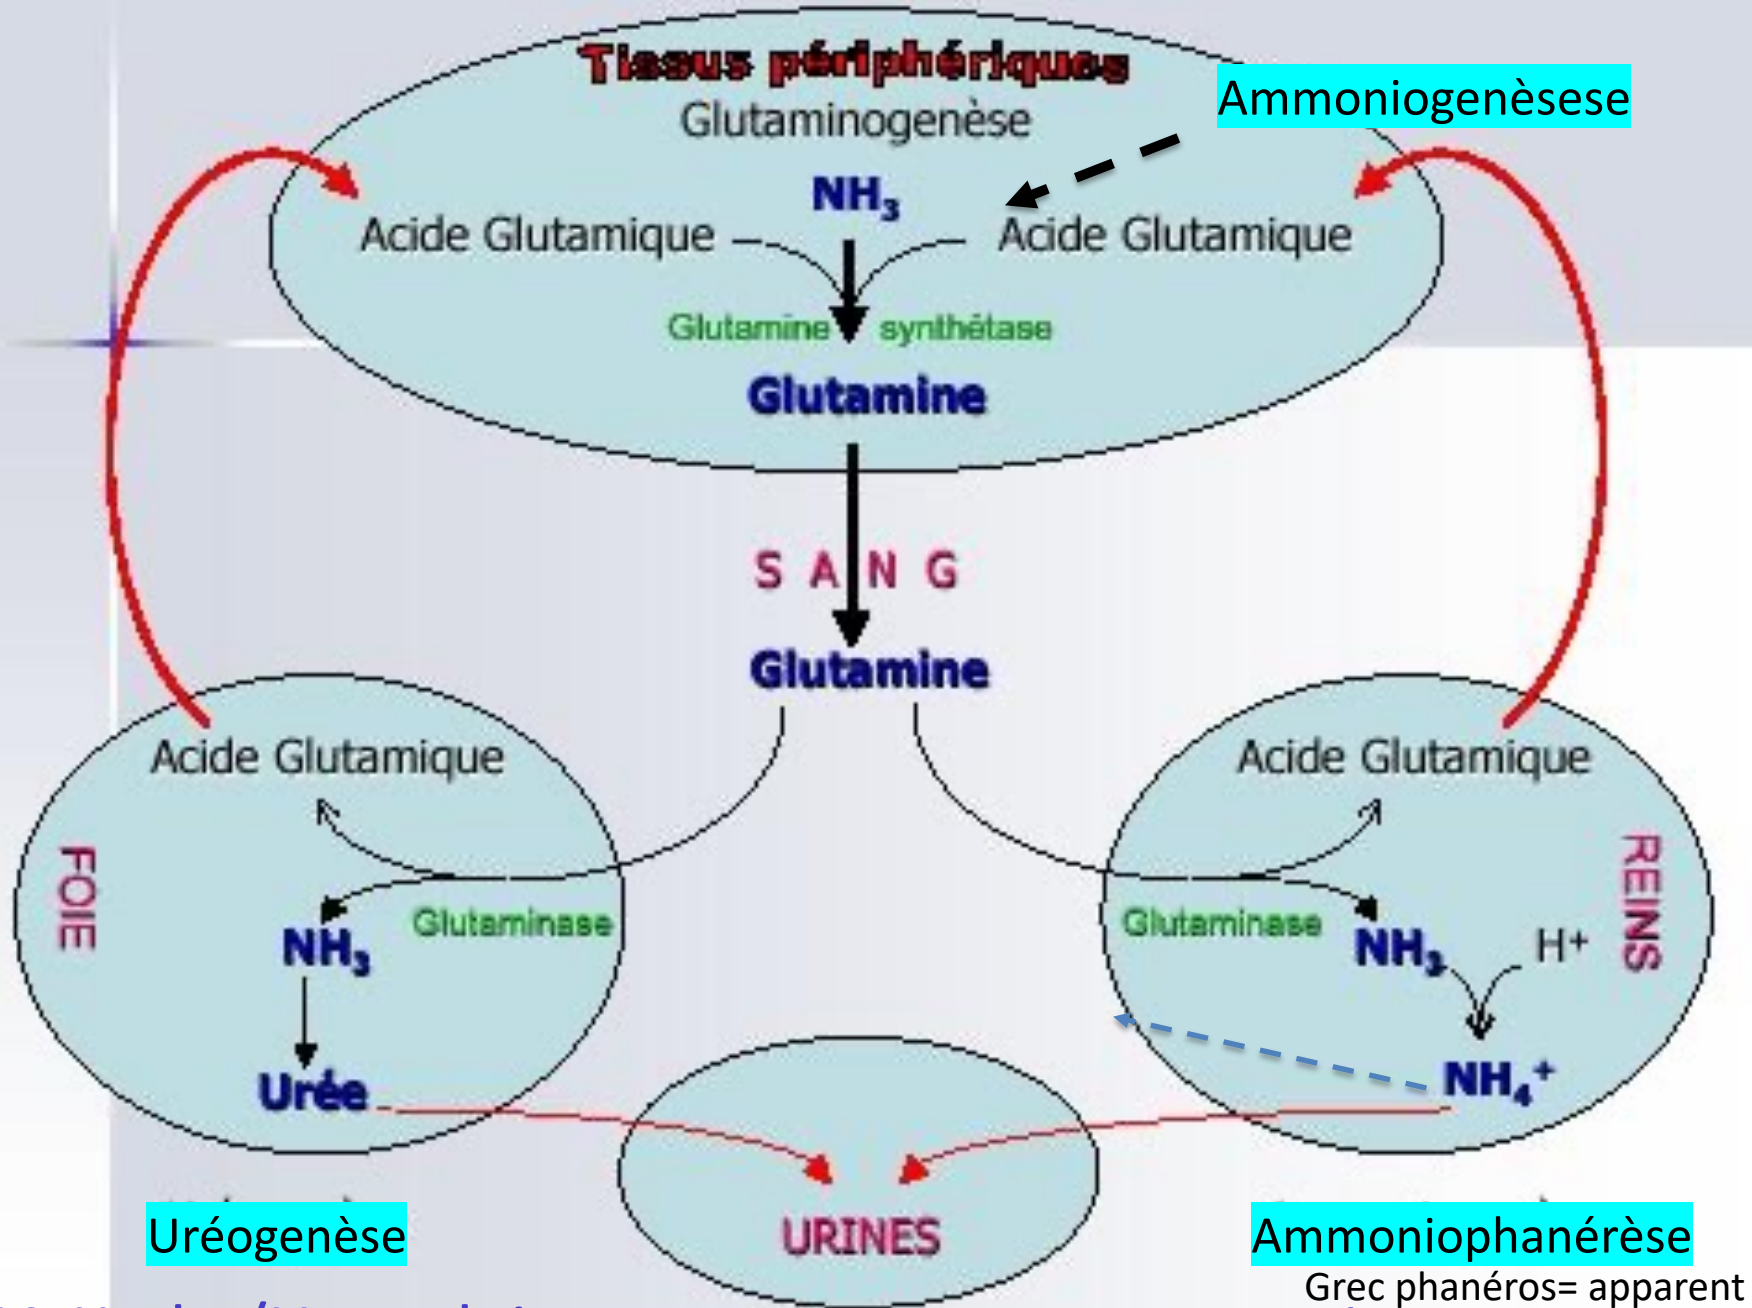 Tissus périphériques
Ammoniogenèsese
Glutaminogenèse
NH₃
Acide Glutamique
Acide Glutamique
Glutamine synthétase
Glutamine
SANG
Glutamine
Acide Glutamique
Acide Glutamique
FOIE
REINS
Glutaminase
Glutaminase
NH₃
NH₃
H⁺
Urée
NH₄⁺
Uréogenèse
URINES
Ammoniophanérèse
Grec phanéros= apparent